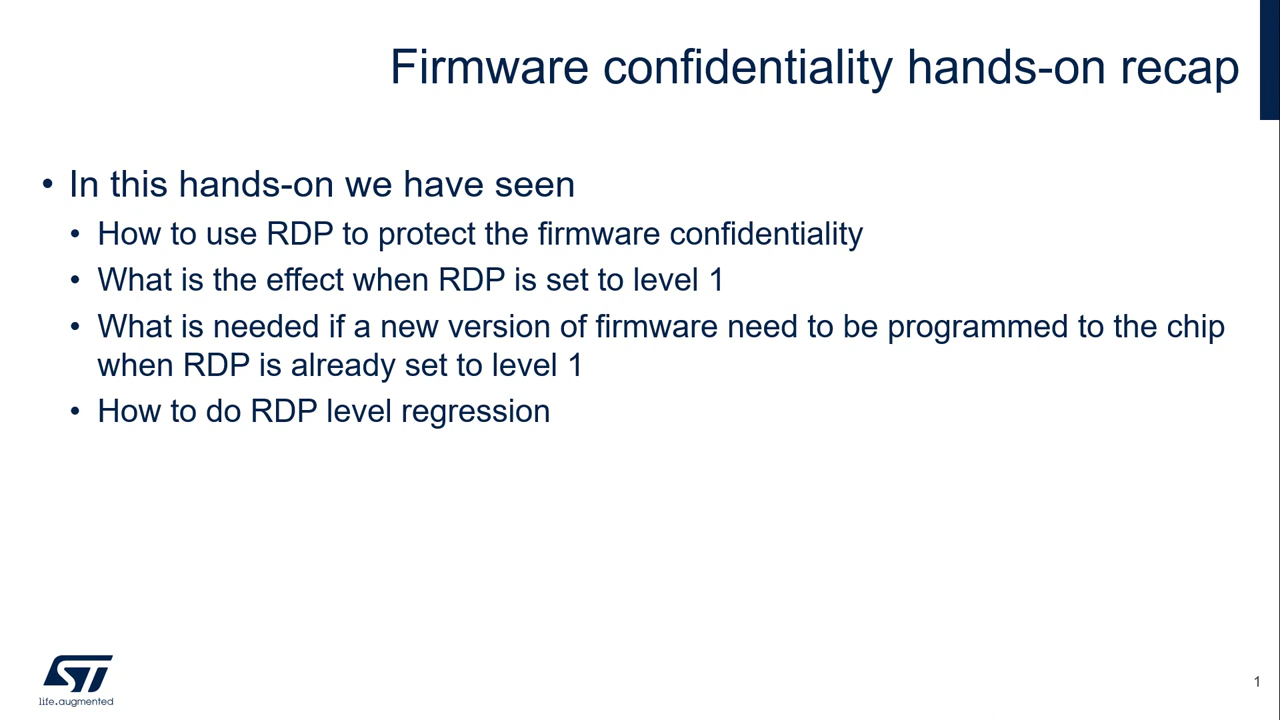 Firmware confidentiality hands-on recap
• In this hands-on we have seen
• How to use RDP to protect the firmware confidentiality
• What is the effect when RDP is set to level 1
• What is needed if a new version of firmware need to be programmed to the chip
when RDP is already set to level 1
• How to do RDP level regression
ST
life.augmented
1